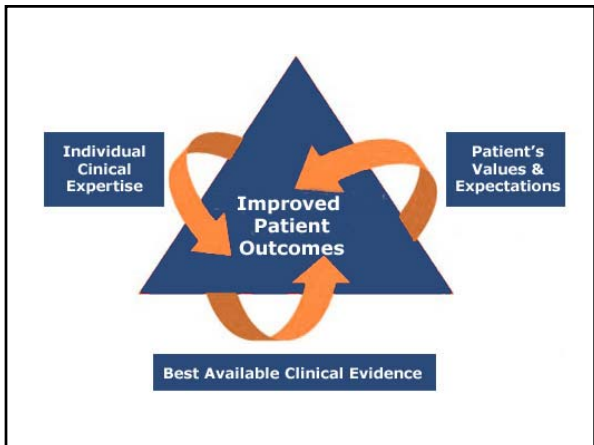 Individual
Cinical
Expertise
Patient's
Values &
Expectations
Improved
Patient
Outcomes
Best Available Clinical Evidence